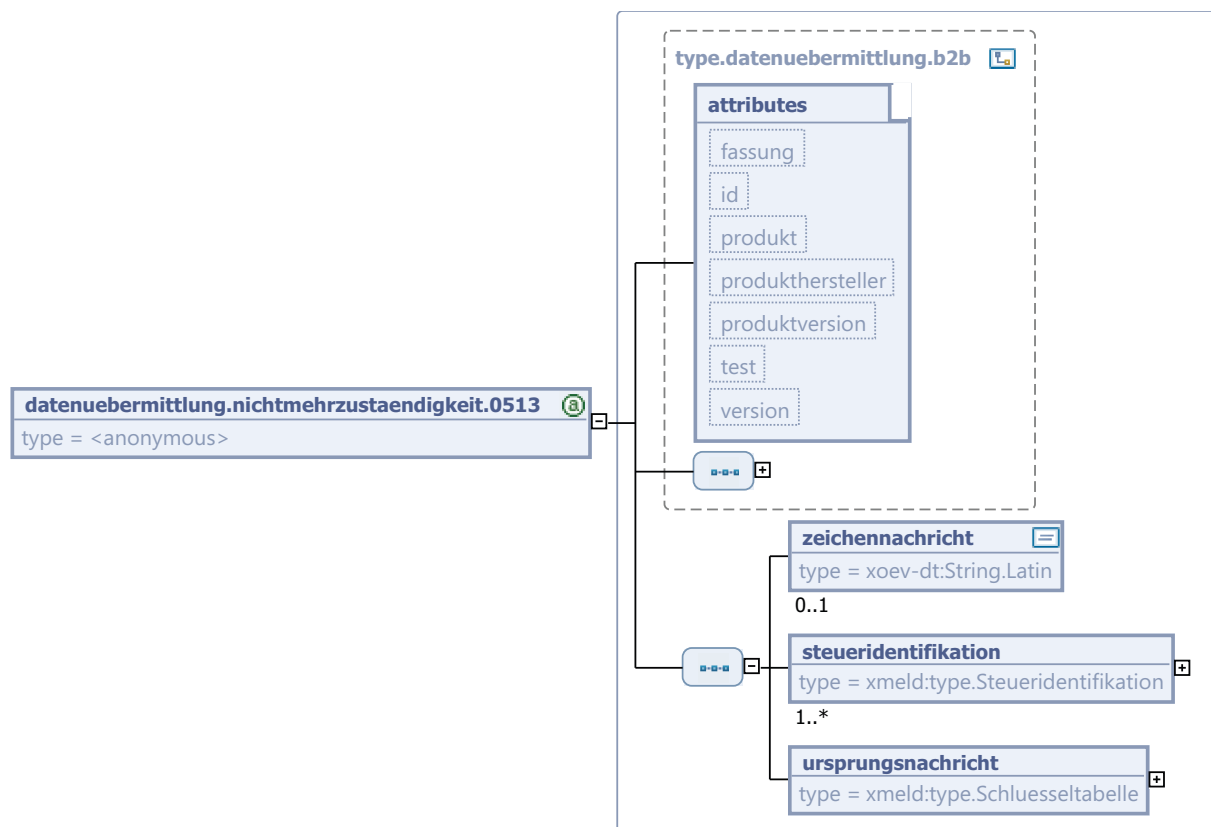 type.datenuebermittlung.b2b
attributes
fassung
id
produkt
produkthersteller
produktversion
test
version
datenuebermittlung.nichtmehrzustaendigkeit.0513
type = <anonymous>
zeichennachricht
type = xoev-dt:String.Latin
0..1
steueridentifikation
type = xmeld:type.Steueridentifikation
1..*
ursprungsnachricht
type = xmeld:type.Schluesseltabelle